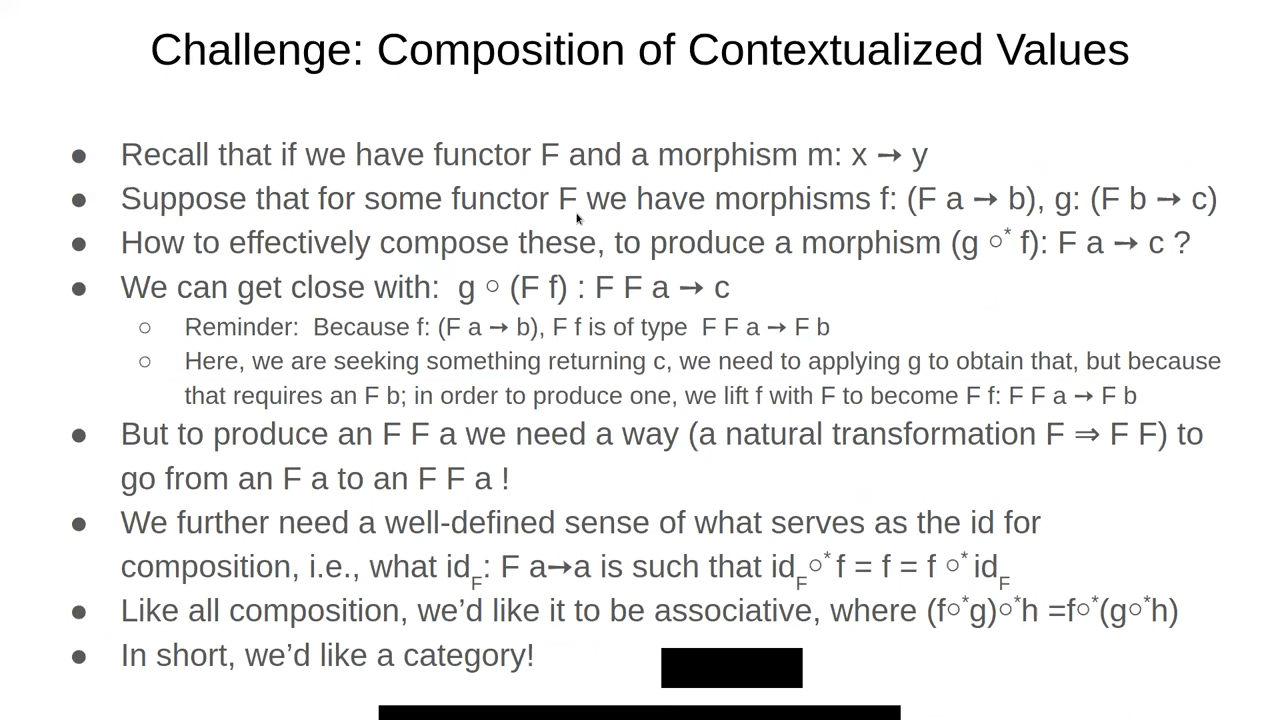 Challenge: Composition of Contextualized Values
● Recall that if we have functor F and a morphism m: x → y
● Suppose that for some functor F we have morphisms f: (F a → b), g: (F b → c)
● How to effectively compose these, to produce a morphism (g ○* f): F a → c ?
● We can get close with: g ○ (F f) : F F a → c
○ Reminder: Because f: (F a → b), F f is of type F F a → F b
○ Here, we are seeking something returning c, we need to applying g to obtain that, but because
that requires an F b; in order to produce one, we lift f with F to become F f: F F a → F b
● But to produce an F F a we need a way (a natural transformation F ⇒ F F) to
go from an F a to an F F a !
● We further need a well-defined sense of what serves as the id for
composition, i.e., what id_F: F a→a is such that id_F○* f = f = f ○* id_F
● Like all composition, we’d like it to be associative, where (f○*g)○*h =f○*(g○*h)
● In short, we’d like a category!